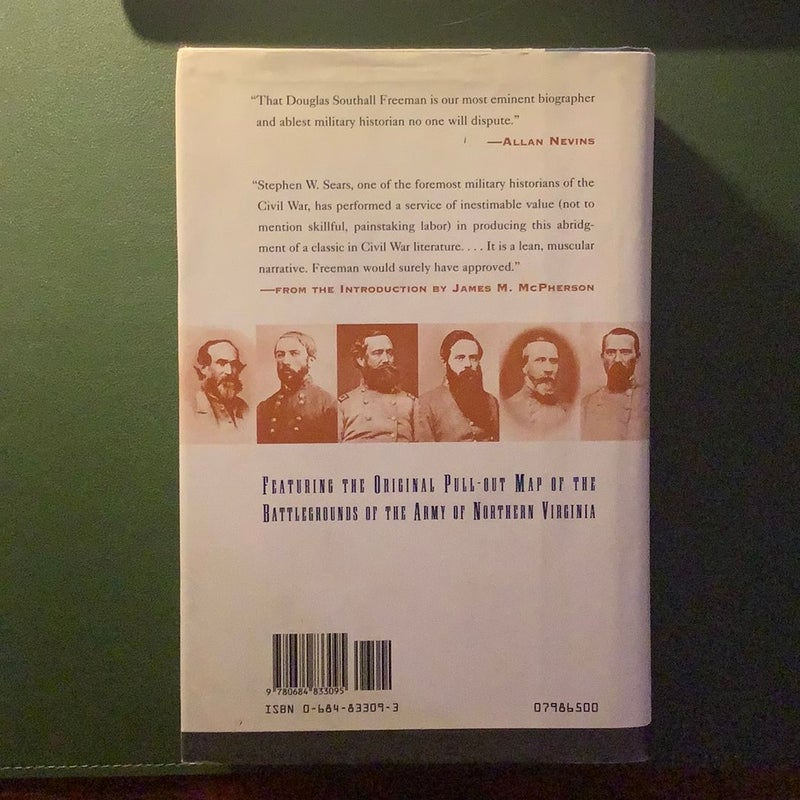 “That Douglas Southall Freeman is our most eminent biographer
and ablest military historian no one will dispute.”
—ALLAN NEVINS
“Stephen W. Sears, one of the foremost military historians of the
Civil War, has performed a service of inestimable value (not to
mention skillful, painstaking labor) in producing this abridg-
ment of a classic in Civil War literature. . . . It is a lean, muscular
narrative. Freeman would surely have approved.”
—FROM THE INTRODUCTION BY JAMES M. MCPHERSON
FEATURING THE ORIGINAL PULL-OUT MAP OF THE
BATTLEGROUNDS OF THE ARMY OF NORTHERN VIRGINIA
9 780684 833095
ISBN 0-684-83309-3 07986500